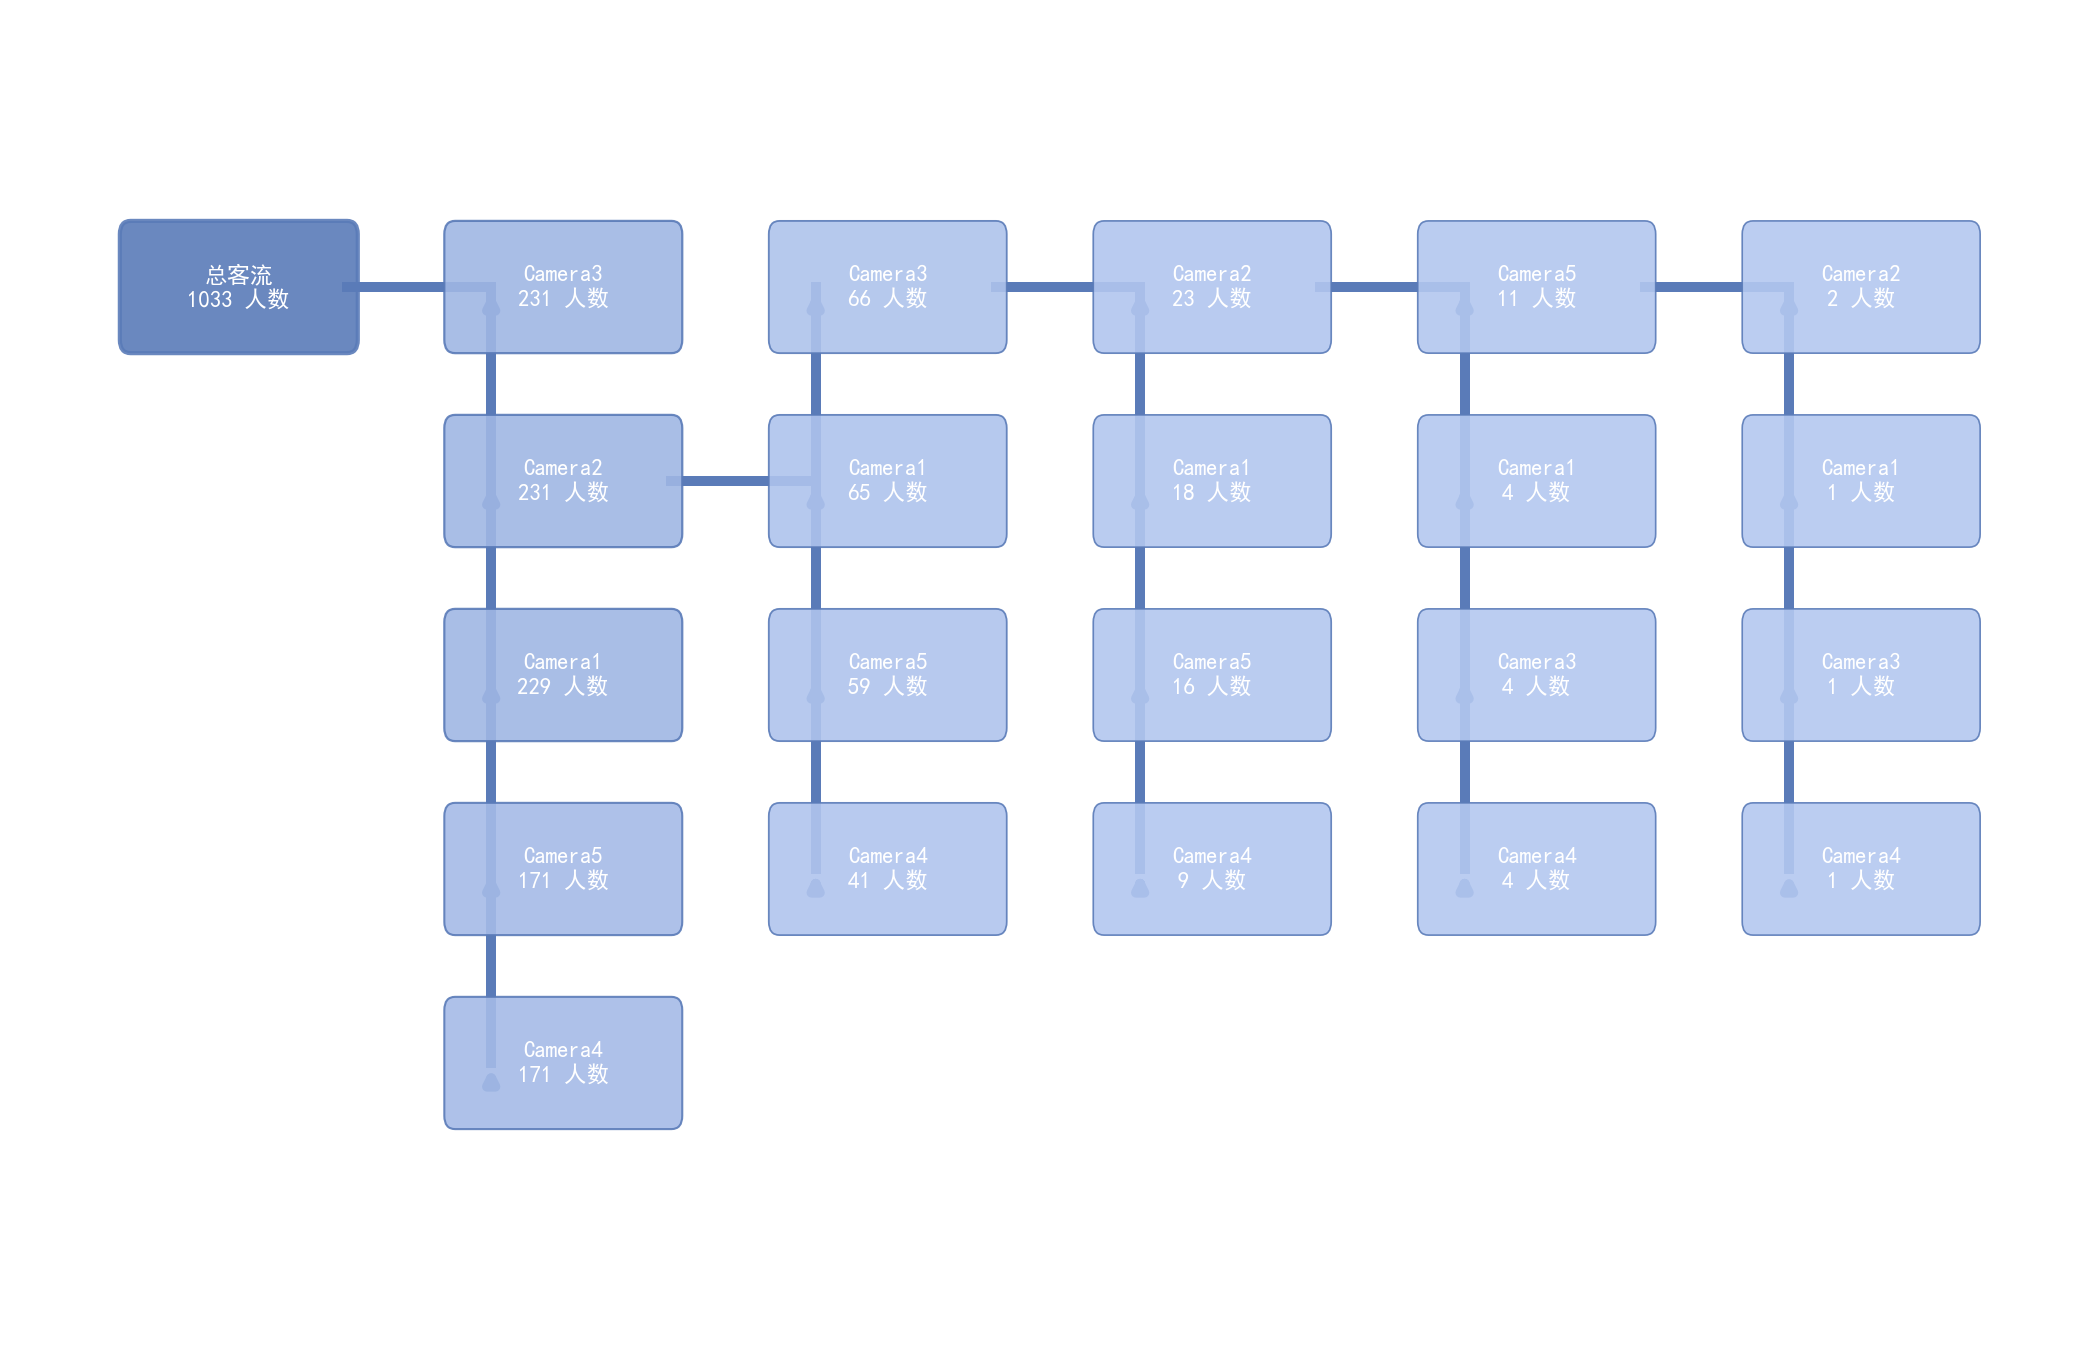 总客流
1033 人数
Camera3
231 人数
Camera3
66 人数
Camera2
23 人数
Camera5
11 人数
Camera2
2 人数
Camera2
231 人数
Camera1
65 人数
Camera1
18 人数
Camera1
4 人数
Camera1
1 人数
Camera1
229 人数
Camera5
59 人数
Camera5
16 人数
Camera3
4 人数
Camera3
1 人数
Camera5
171 人数
Camera4
41 人数
Camera4
9 人数
Camera4
4 人数
Camera4
1 人数
Camera4
171 人数